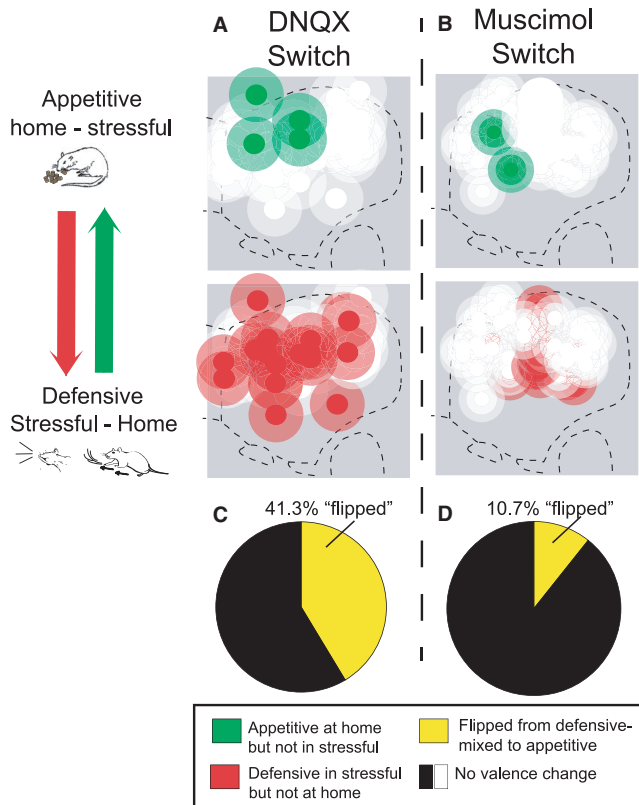 A
DNQX
Switch
B
Muscimol
Switch
Appetitive
home - stressful
Defensive
Stressful - Home
C
41.3% “flipped”
D
10.7% “flipped”
Appetitive at home
but not in stressful
Defensive in stressful
but not at home
Flipped from defensive-
mixed to appetitive
No valence change